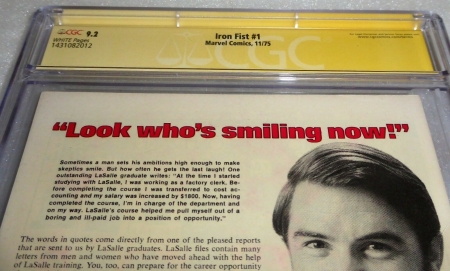 CGC 9.2
WHITE Pages
1431082012
Iron Fist #1
Marvel Comics, 11/75
CGC
"Look who's smiling now!"
Sometimes a man sets his ambitions high enough to make
skeptics smile. But how often he gets the last laugh! One
outstanding LaSalle graduate writes: "At the time I started
studying with LaSalle, I was working as a factory clerk. Be-
fore completing the course I was transferred to cost ac-
counting and my salary was increased by $1800. Now, having
completed the course, I'm in charge of the department and
on my way. LaSalle's course helped me pull myself out of a
boring and ill-paid job into a position of opportunity."
The words in quotes come directly from one of the pleased reports
that are sent to us by LaSalle graduates. LaSalle files contain many
letters from men and women who have moved ahead with the help
of LaSalle training. You, too, can prepare for the career opportunity